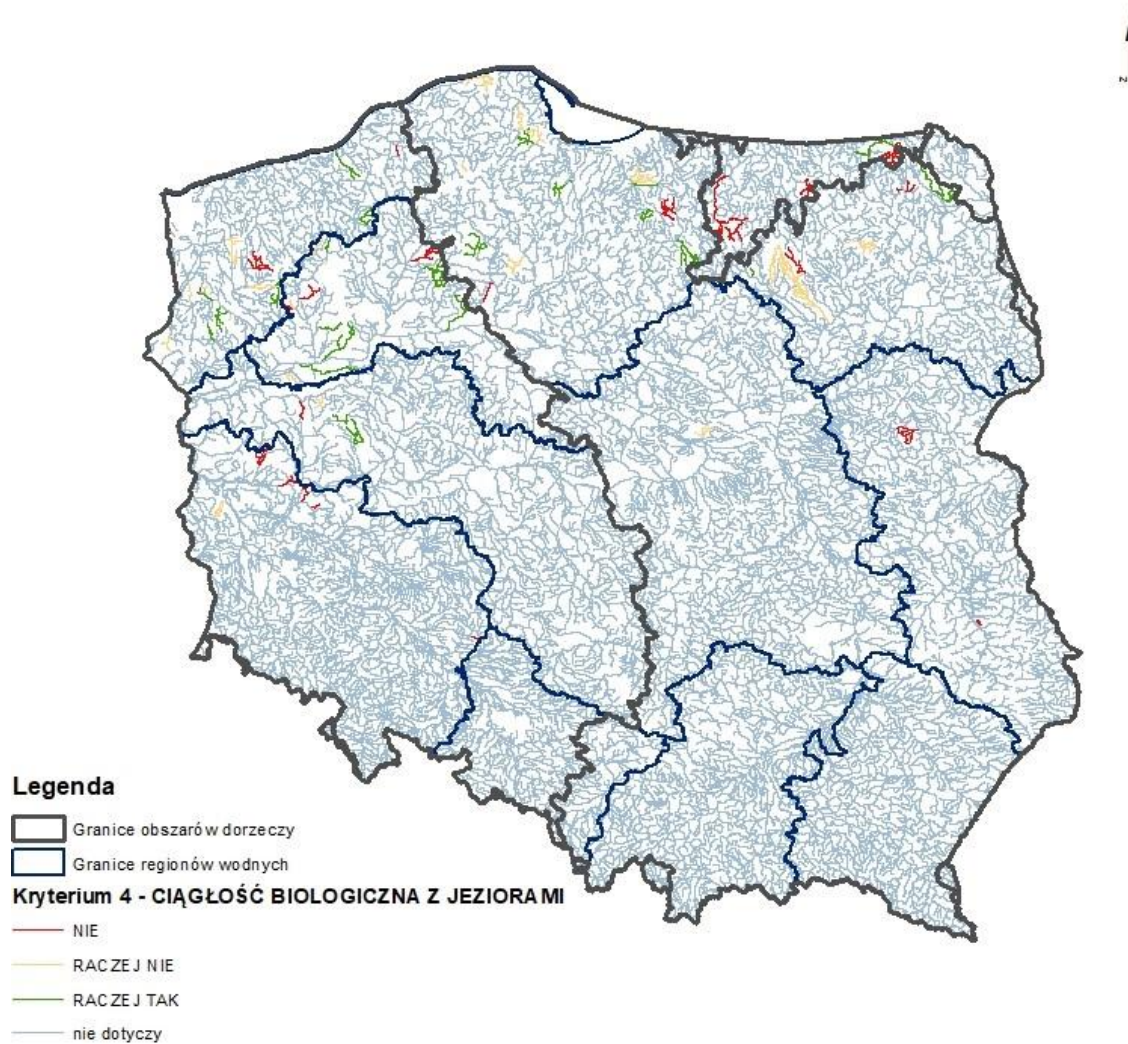 Legenda
Granice obszarów dorzeczy
Granice regionów wodnych
Kryterium 4 - CIĄGŁOŚĆ BIOLOGICZNA Z JEZIORAMI
NIE
RACZEJ NIE
RACZEJ TAK
nie dotyczy